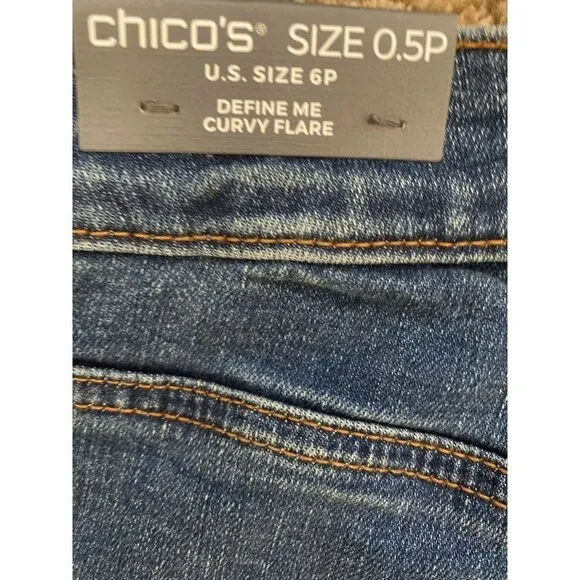 chico's® SIZE 0.5P
U.S. SIZE 6P
DEFINE ME
CURVY FLARE